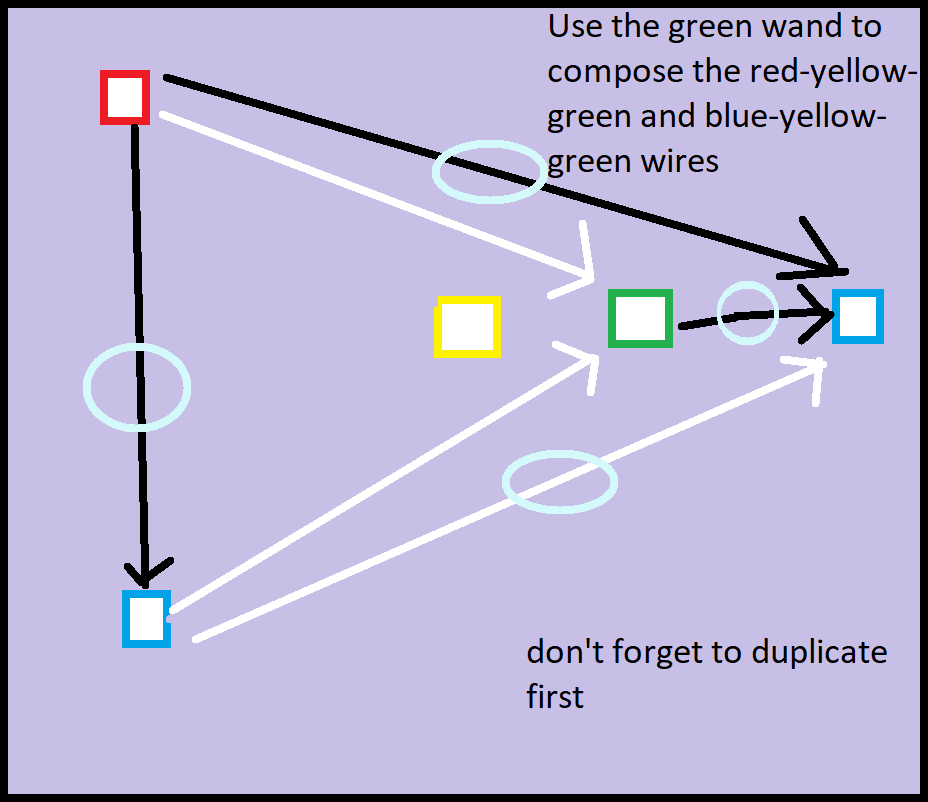 Use the green wand to
compose the red-yellow-
green and blue-yellow-
green wires
don't forget to duplicate
first